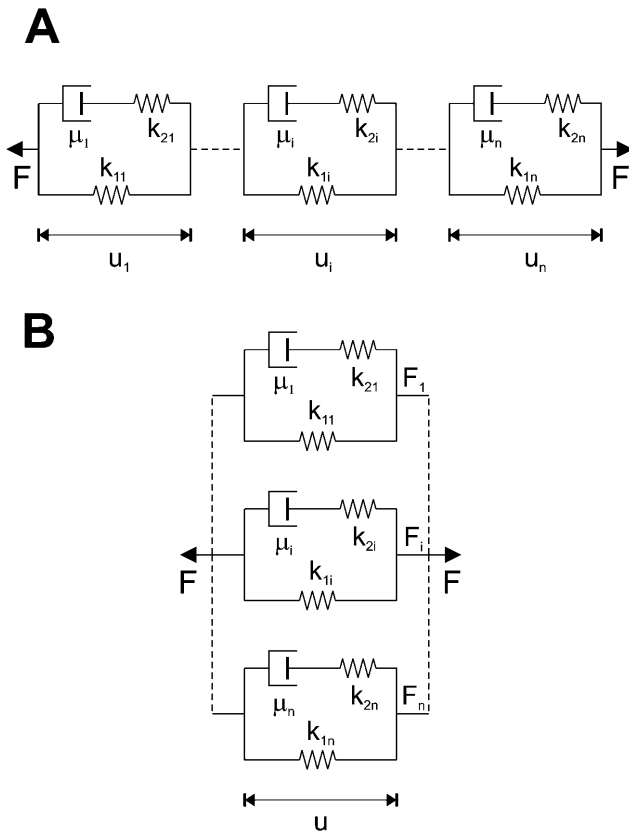 A
μ₁ k₂₁ μᵢ k₂ᵢ μₙ k₂ₙ
F k₁₁ k₁ᵢ k₁ₙ F
u₁ uᵢ uₙ
B
μ₁ k₂₁ F₁
k₁₁
μᵢ k₂ᵢ Fᵢ
F k₁ᵢ F
μₙ k₂ₙ Fₙ
k₁ₙ
u